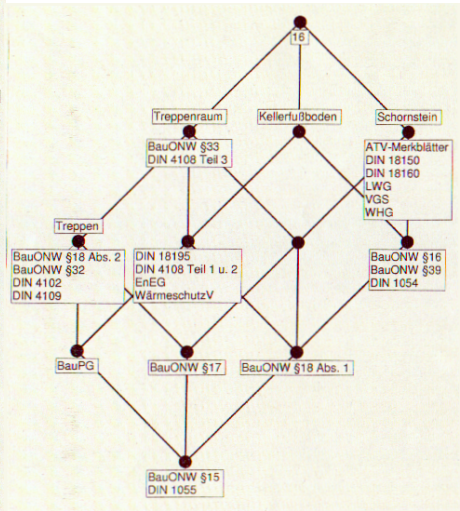 16
Treppenraum
Kellerfußboden
Schornstein
BauONW §33
DIN 4108 Teil 3
ATV-Merkblätter
DIN 18150
DIN 18160
LWG
VGS
WHG
Treppen
BauONW §18 Abs. 2
BauONW §32
DIN 4102
DIN 4109
DIN 18195
DIN 4108 Teil 1 u. 2
EnEG
WärmeschutzV
BauONW §16
BauONW §39
DIN 1054
BauPG
BauONW §17
BauONW §18 Abs. 1
BauONW §15
DIN 1055